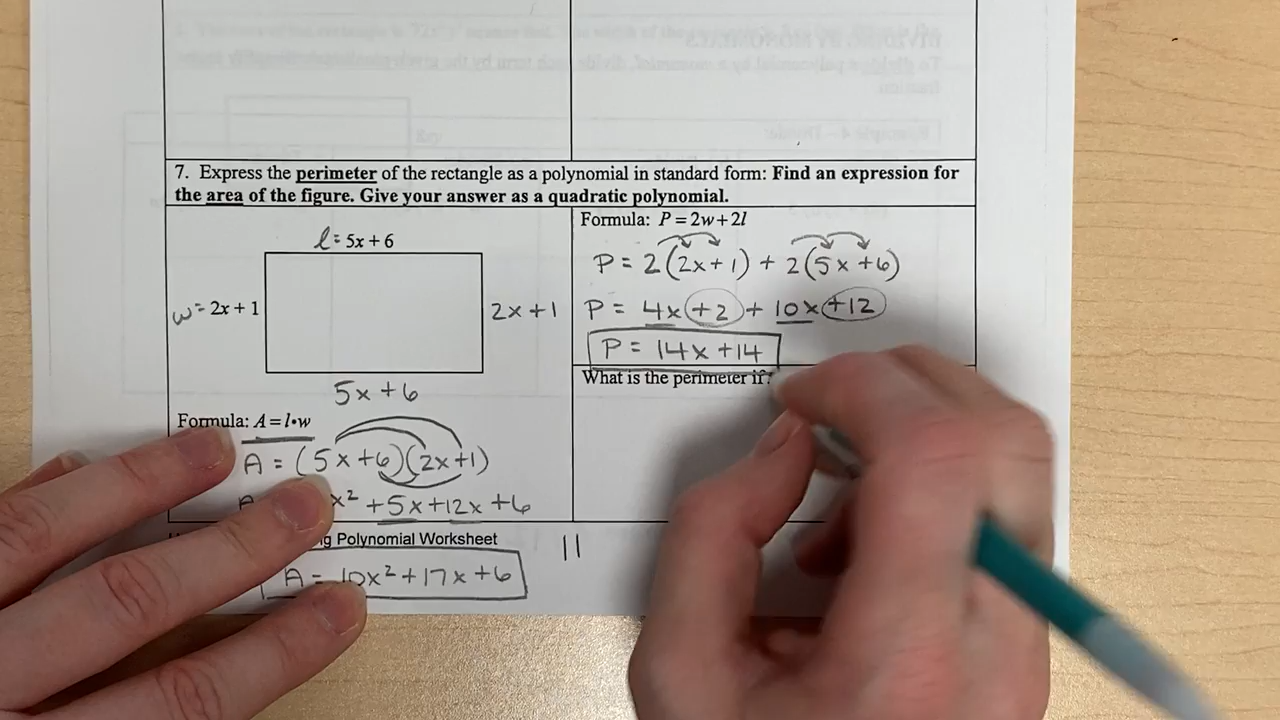 7. Express the perimeter of the rectangle as a polynomial in standard form: Find an expression for
the area of the figure. Give your answer as a quadratic polynomial.
l = 5x + 6
w = 2x + 1
2x + 1
5x + 6
Formula: A = l•w
A = (5x + 6)(2x + 1)
x² + 5x + 12x + 6
A = 10x² + 17x + 6
Formula: P = 2w + 2l
P = 2(2x + 1) + 2(5x + 6)
P = 4x + 2 + 10x + 12
P = 14x + 14
What is the perimeter if
Polynomial Worksheet
11